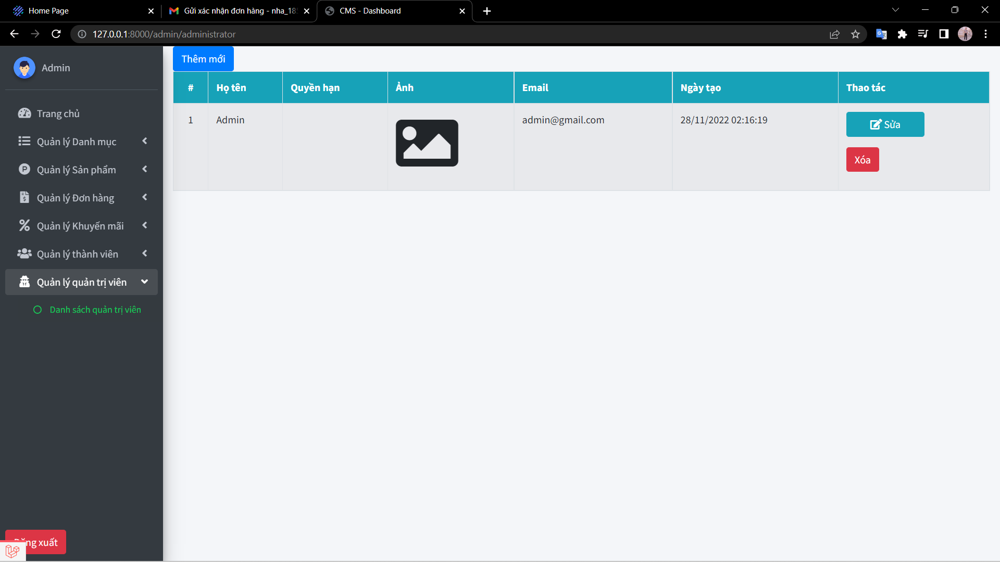 Home Page
Gửi xác nhận đơn hàng - nha_18
CMS - Dashboard
127.0.0.1:8000/admin/administrator
Admin
Trang chủ
Quản lý Danh mục
Quản lý Sản phẩm
Quản lý Đơn hàng
Quản lý Khuyến mãi
Quản lý thành viên
Quản lý quản trị viên
Danh sách quản trị viên
Đăng xuất
Thêm mới
# Họ tên Quyền hạn Ảnh Email Ngày tạo Thao tác
1 Admin admin@gmail.com 28/11/2022 02:16:19 Sửa
Xóa